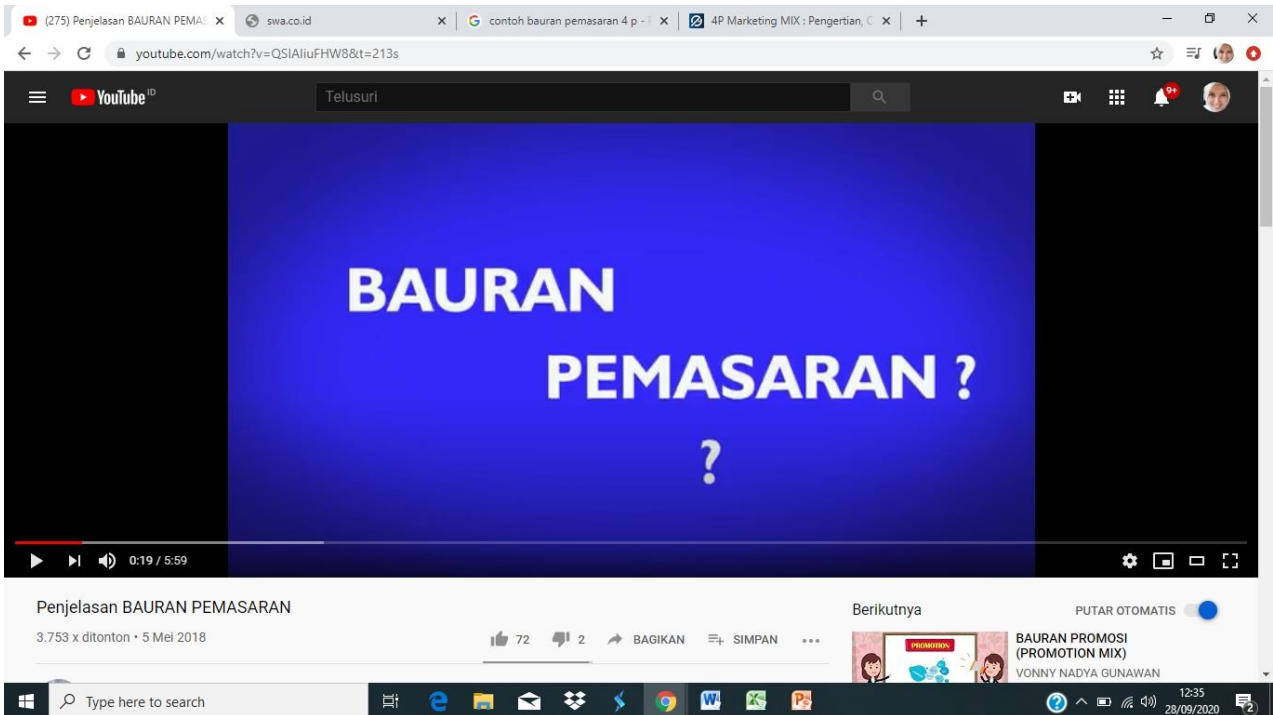 (275) Penjelasan BAURAN PEMAS
swa.co.id
contoh bauran pemasaran 4 p -
4P Marketing MIX : Pengertian, C
youtube.com/watch?v=QSlAIiuFHW8&t=213s
YouTube ID
Telusuri
9+
BAURAN
PEMASARAN ?
?
0:19 / 5:59
Penjelasan BAURAN PEMASARAN
3.753 x ditonton • 5 Mei 2018
72 2 BAGIKAN SIMPAN
Berikutnya
PUTAR OTOMATIS
PROMOTION
BAURAN PROMOSI
(PROMOTION MIX)
VONNY NADYA GUNAWAN
Type here to search
12:35
28/09/2020
2